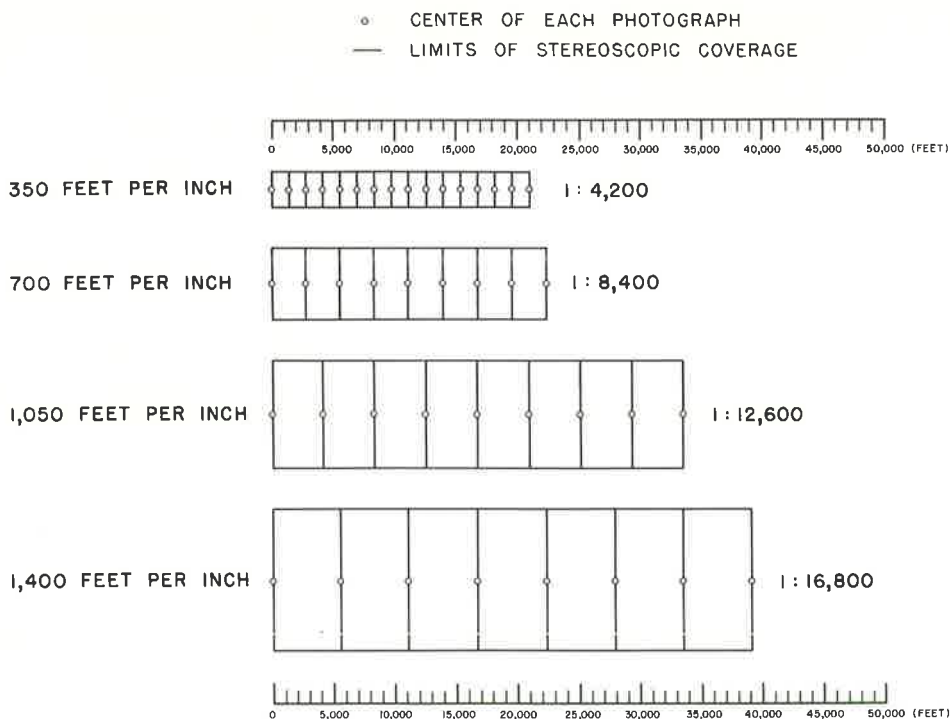 CENTER OF EACH PHOTOGRAPH
LIMITS OF STEREOSCOPIC COVERAGE
0 5,000 10,000 15,000 20,000 25,000 30,000 35,000 40,000 45,000 50,000 (FEET)
350 FEET PER INCH 1:4,200
700 FEET PER INCH 1:8,400
1,050 FEET PER INCH 1:12,600
1,400 FEET PER INCH 1:16,800
0 5,000 10,000 15,000 20,000 25,000 30,000 35,000 40,000 45,000 50,000 (FEET)